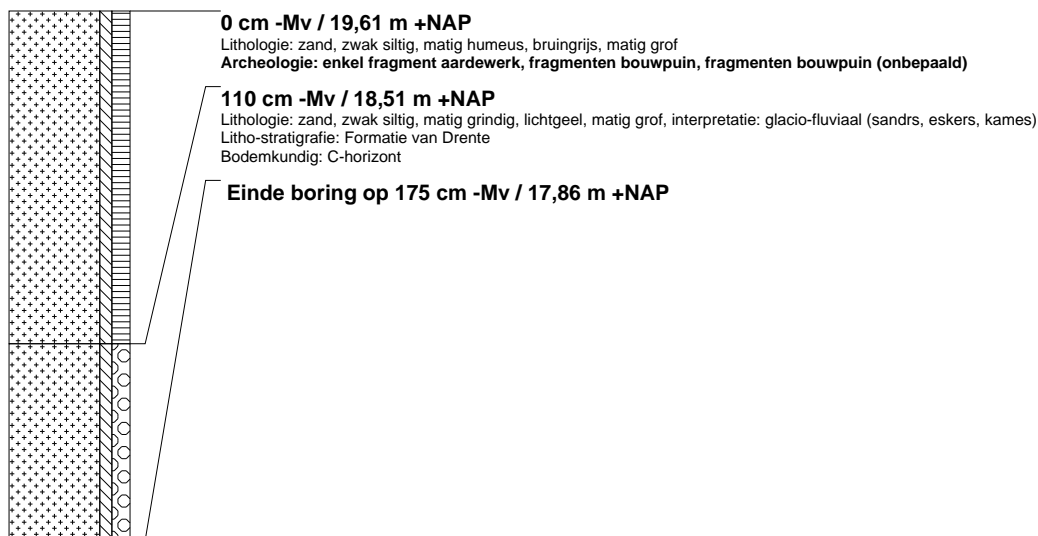 0 cm -Mv / 19,61 m +NAP
Lithologie: zand, zwak siltig, matig humeus, bruingrijs, matig grof
Archeologie: enkel fragment aardewerk, fragmenten bouwpuin, fragmenten bouwpuin (onbepaald)
110 cm -Mv / 18,51 m +NAP
Lithologie: zand, zwak siltig, matig grindig, lichtgeel, matig grof, interpretatie: glacio-fluviaal (sandrs, eskers, kames)
Litho-stratigrafie: Formatie van Drente
Bodemkundig: C-horizont
Einde boring op 175 cm -Mv / 17,86 m +NAP